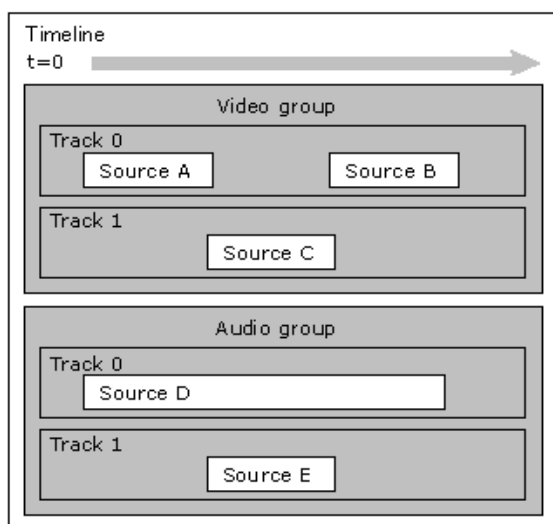 Timeline
t=0
Video group
Track 0
Source A
Source B
Track 1
Source C
Audio group
Track 0
Source D
Track 1
Source E